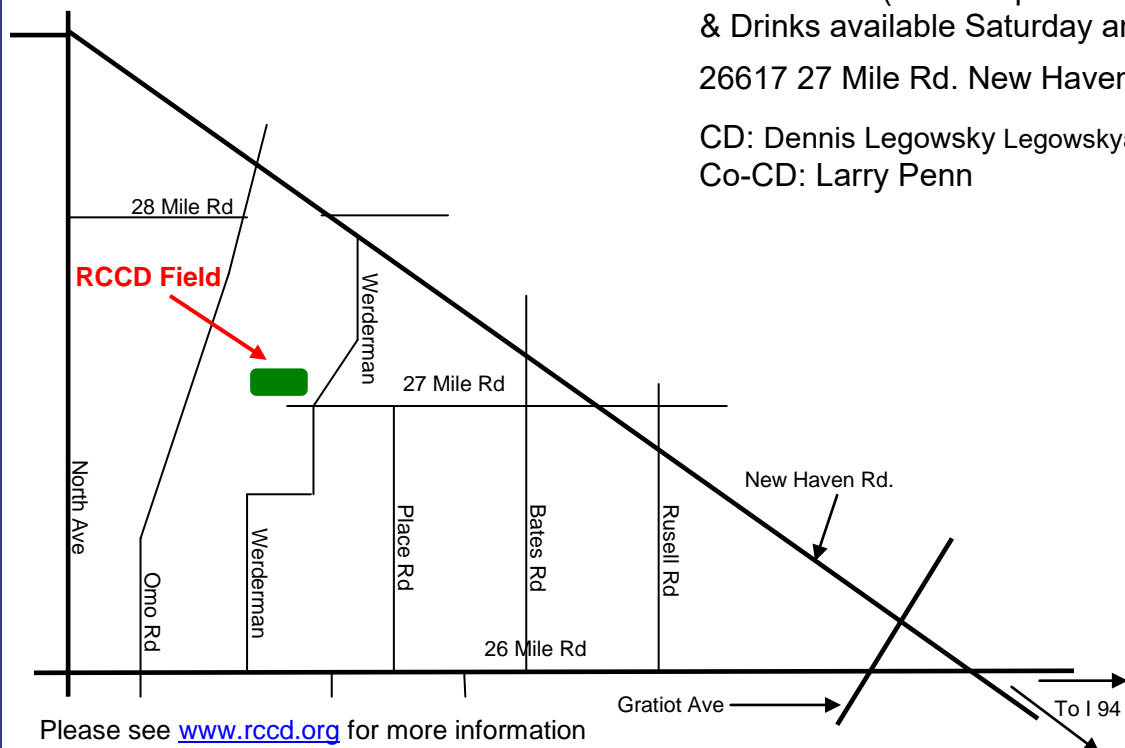 & Drinks available Saturday
26617 27 Mile Rd. New Haven
CD: Dennis Legowsky
Co-CD: Larry Penn
28 Mile Rd
RCCD Field
Werderman
27 Mile Rd
North Ave
New Haven Rd.
Place Rd
Bates Rd
Rusell Rd
Werderman
Omo Rd
26 Mile Rd
Gratiot Ave
To I 94
Please see www.rccd.org for more information